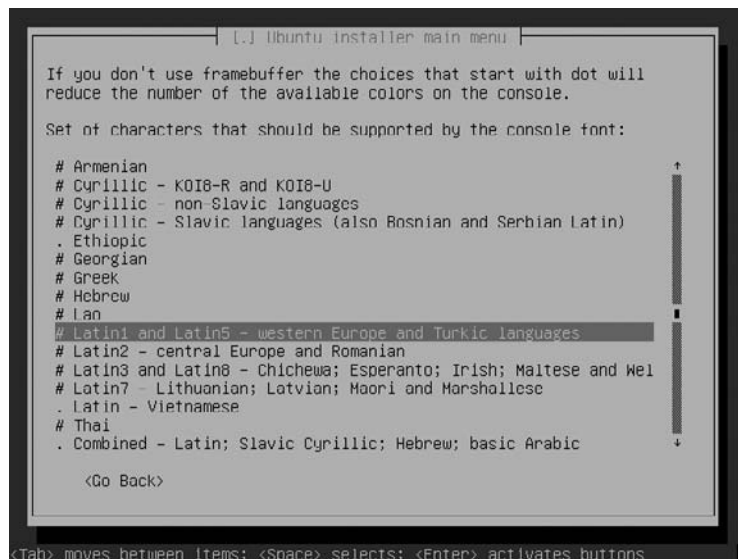 [.] Ubuntu installer main menu
If you don't use framebuffer the choices that start with dot will
reduce the number of the available colors on the console.
Set of characters that should be supported by the console font:
# Armenian
# Cyrillic - KOI8-R and KOI8-U
# Cyrillic - non-Slavic languages
# Cyrillic - Slavic languages (also Bosnian and Serbian Latin)
. Ethiopic
# Georgian
# Greek
# Hebrew
# Lao
# Latin1 and Latin5 - western Europe and Turkic languages
# Latin2 - central Europe and Romanian
# Latin3 and Latin8 - Chichewa; Esperanto; Irish; Maltese and Wel
# Latin7 - Lithuanian; Latvian; Maori and Marshallese
. Latin - Vietnamese
# Thai
. Combined - Latin; Slavic Cyrillic; Hebrew; basic Arabic
<Go Back>
<Tab> moves between items; <Space> selects; <Enter> activates buttons